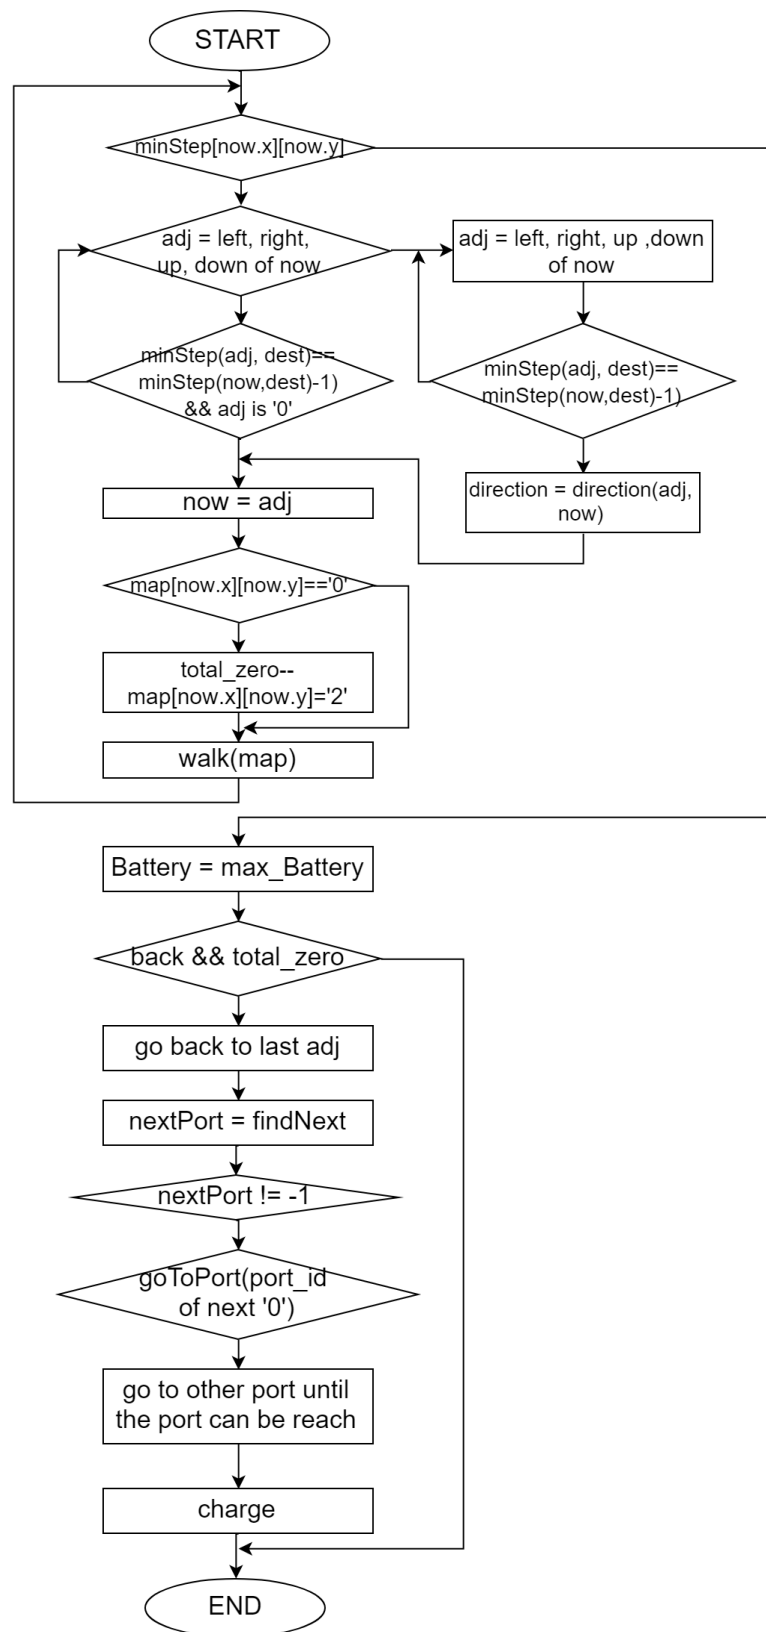 START
minStep[now.x][now.y]
adj = left, right,
up, down of now
adj = left, right, up ,down
of now
minStep(adj, dest)==
minStep(now,dest)-1)
&& adj is '0'
minStep(adj, dest)==
minStep(now,dest)-1)
now = adj
direction = direction(adj,
now)
map[now.x][now.y]=='0'
total_zero--
map[now.x][now.y]='2'
walk(map)
Battery = max_Battery
back && total_zero
go back to last adj
nextPort = findNext
nextPort != -1
goToPort(port_id
of next '0')
go to other port until
the port can be reach
charge
END